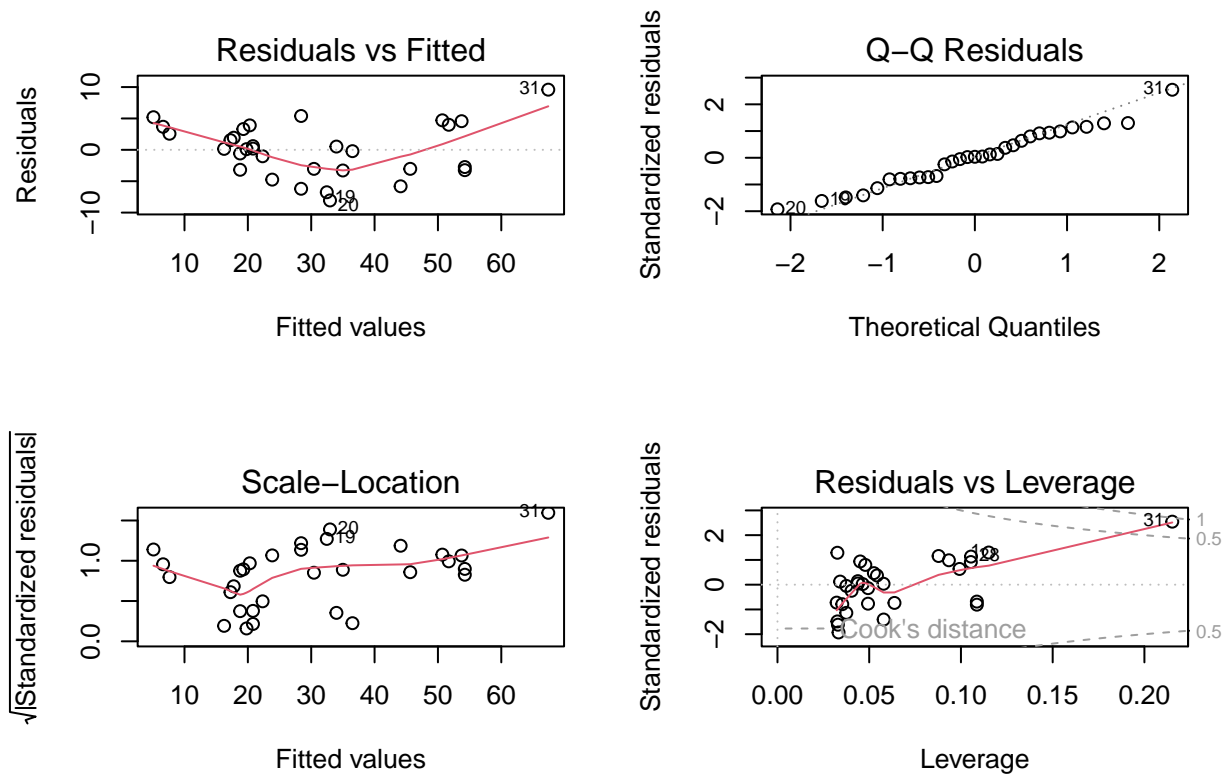 Residuals vs Fitted
Residuals
10
0
−10
31
19
20
10 20 30 40 50 60
Fitted values
Q−Q Residuals
Standardized residuals
2
0
−2
31
19
20
−2 −1 0 1 2
Theoretical Quantiles
Scale−Location
√|Standardized residuals|
1.0
0.0
31
20
19
10 20 30 40 50 60
Fitted values
Residuals vs Leverage
Standardized residuals
2
0
−2
31
1
0.5
0.5
Cook's distance
0.00 0.05 0.10 0.15 0.20
Leverage